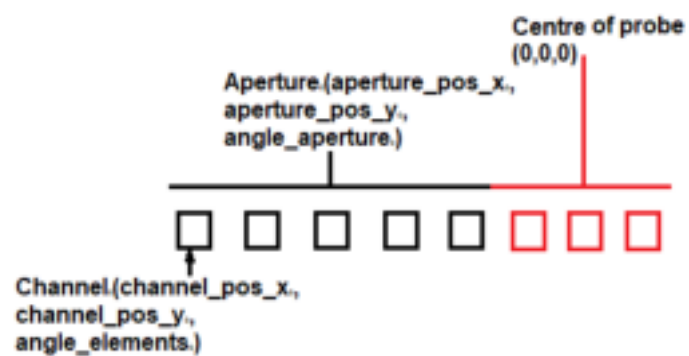 Centre of probe
(0,0,0)
Aperture.(aperture_pos_x.,
aperture_pos_y.,
angle_aperture.)
Channel.(channel_pos_x.,
channel_pos_y.,
angle_elements.)